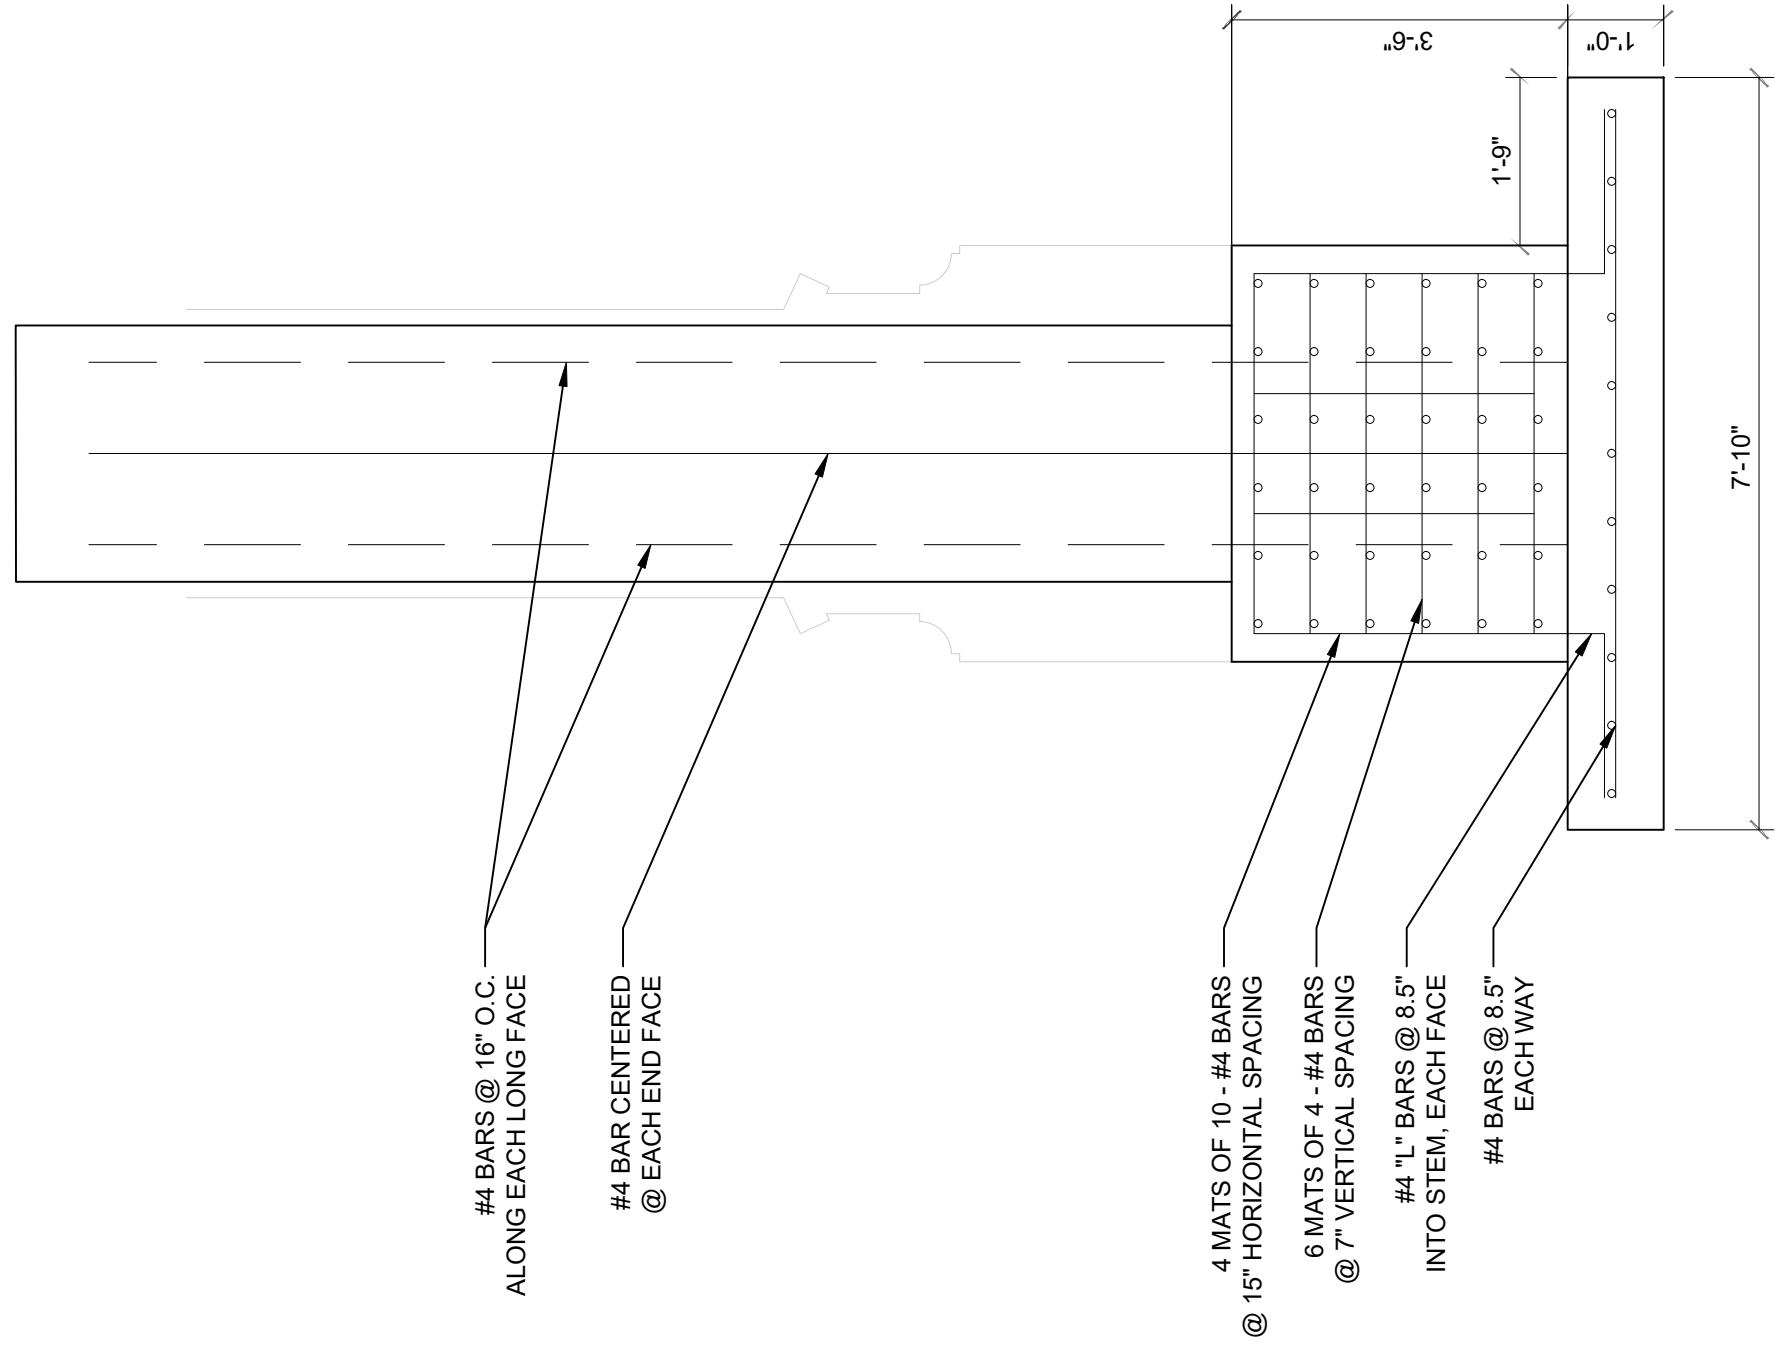 #4 BARS @ 16" O.C.
ALONG EACH LONG FACE
#4 BAR CENTERED
@ EACH END FACE
4 MATS OF 10 - #4 BARS
@ 15" HORIZONTAL SPACING
6 MATS OF 4 - #4 BARS
@ 7" VERTICAL SPACING
#4 "L" BARS @ 8.5"
INTO STEM, EACH FACE
#4 BARS @ 8.5"
EACH WAY
3'-6"
1'-0"
1'-9"
7'-10"